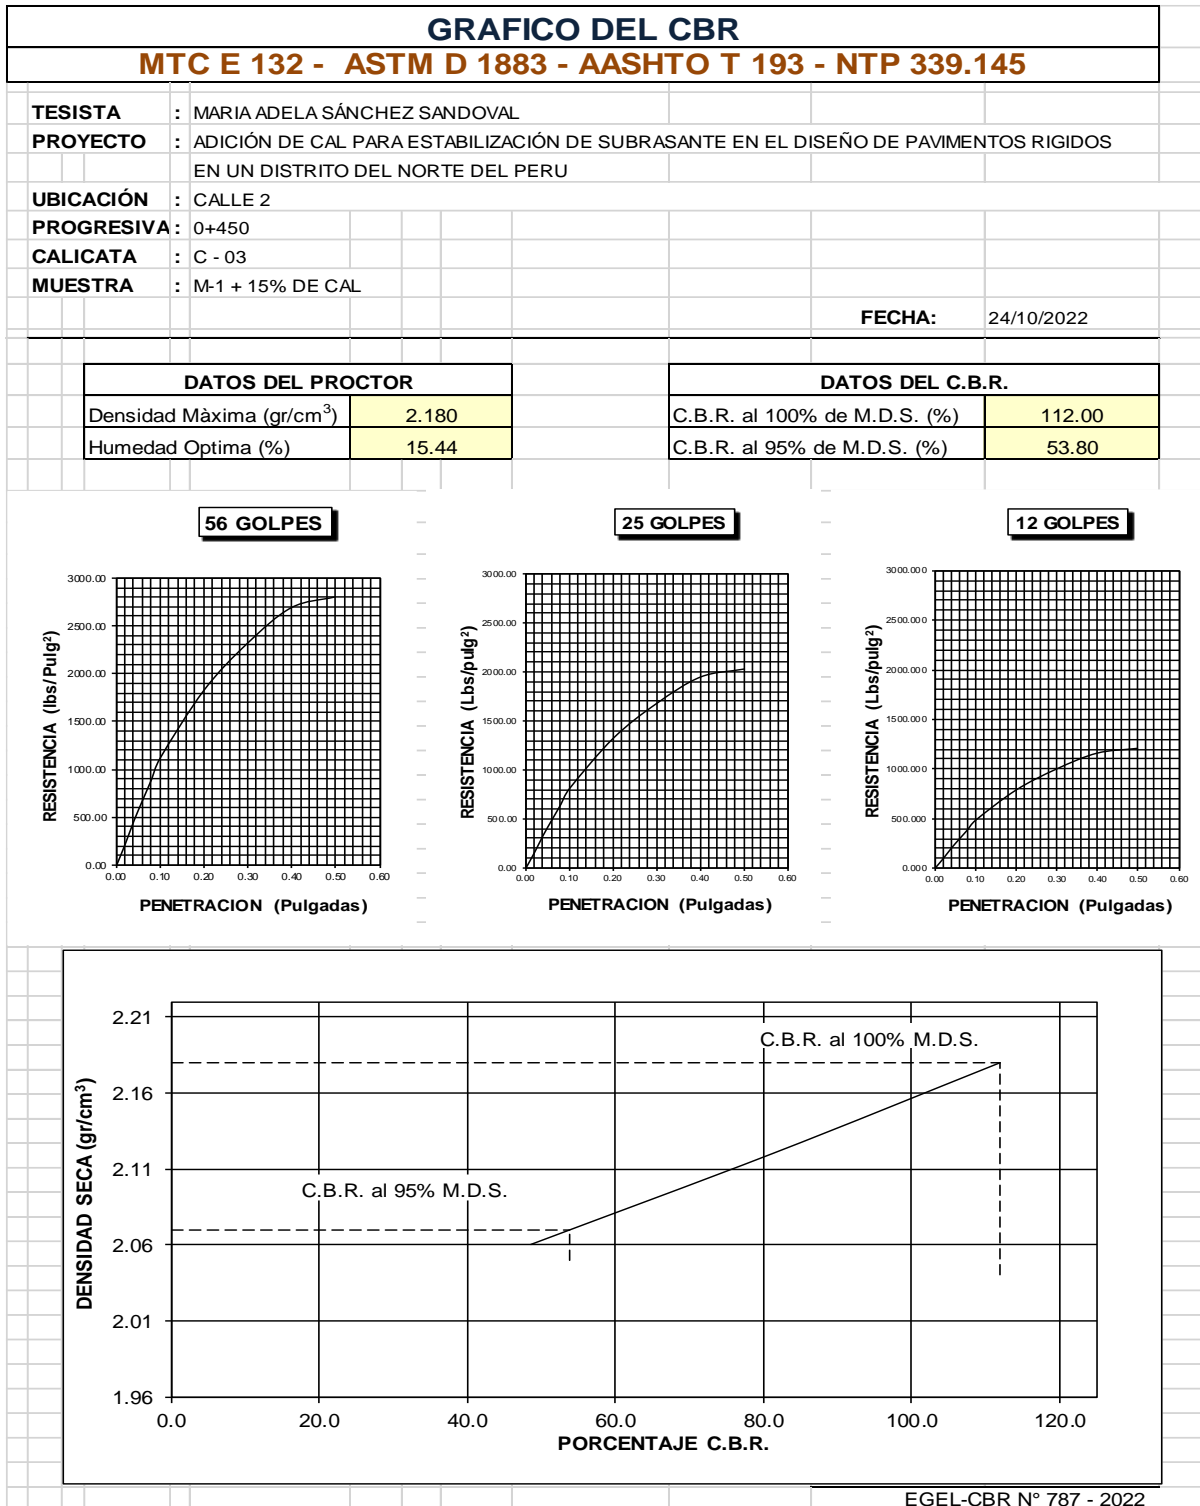 GRAFICO DEL CBR
MTC E 132 - ASTM D 1883 - AASHTO T 193 - NTP 339.145
TESISTA : MARIA ADELA SÁNCHEZ SANDOVAL
PROYECTO : ADICIÓN DE CAL PARA ESTABILIZACIÓN DE SUBRASANTE EN EL DISEÑO DE PAVIMENTOS RIGIDOS
EN UN DISTRITO DEL NORTE DEL PERU
UBICACIÓN : CALLE 2
PROGRESIVA : 0+450
CALICATA : C - 03
MUESTRA : M-1 + 15% DE CAL
FECHA: 24/10/2022
DATOS DEL PROCTOR
Densidad Màxima (gr/cm³) 2.180
Humedad Optima (%) 15.44
DATOS DEL C.B.R.
C.B.R. al 100% de M.D.S. (%) 112.00
C.B.R. al 95% de M.D.S. (%) 53.80
56 GOLPES
RESISTENCIA (lbs/Pulg²)
3000.00
2500.00
2000.00
1500.00
1000.00
500.00
0.00
0.00 0.10 0.20 0.30 0.40 0.50 0.60
PENETRACION (Pulgadas)
25 GOLPES
RESISTENCIA (Lbs/pulg²)
3000.00
2500.00
2000.00
1500.00
1000.00
500.00
0.00
0.00 0.10 0.20 0.30 0.40 0.50 0.60
PENETRACION (Pulgadas)
12 GOLPES
RESISTENCIA (Lbs/pulg²)
3000.000
2500.000
2000.000
1500.000
1000.000
500.000
0.000
0.00 0.10 0.20 0.30 0.40 0.50 0.60
PENETRACION (Pulgadas)
DENSIDAD SECA (gr/cm³)
2.21
2.16
2.11
2.06
2.01
1.96
C.B.R. al 100% M.D.S.
C.B.R. al 95% M.D.S.
0.0 20.0 40.0 60.0 80.0 100.0 120.0
PORCENTAJE C.B.R.
EGEL-CBR N° 787 - 2022